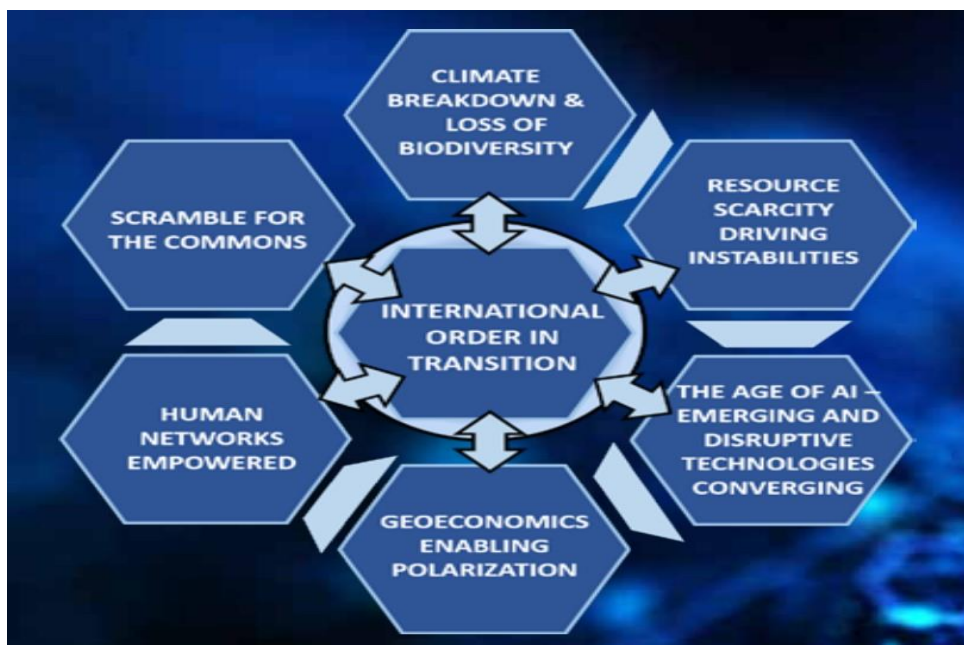 CLIMATE
BREAKDOWN &
LOSS OF
BIODIVERSITY
RESOURCE
SCARCITY
DRIVING
INSTABILITIES
THE AGE OF AI –
EMERGING AND
DISRUPTIVE
TECHNOLOGIES
CONVERGING
GEOECONOMICS
ENABLING
POLARIZATION
HUMAN
NETWORKS
EMPOWERED
SCRAMBLE FOR
THE COMMONS
INTERNATIONAL
ORDER IN
TRANSITION